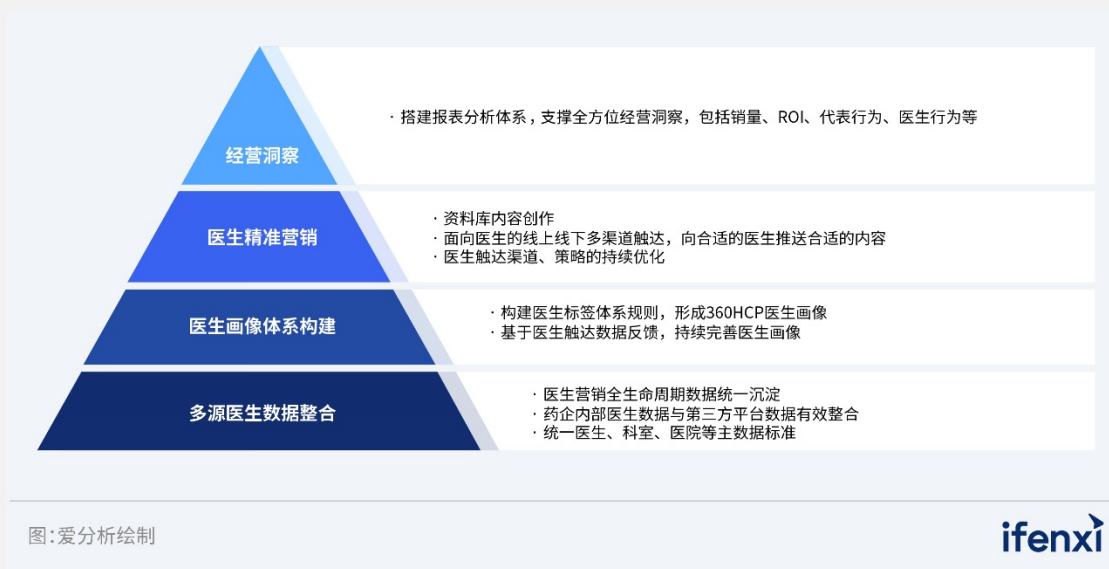 · 搭建报表分析体系，支撑全方位经营洞察，包括销量、ROI、代表行为、医生行为等
经营洞察
· 资料库内容创作
医生精准营销
· 面向医生的线上线下多渠道触达，向合适的医生推送合适的内容
· 医生触达渠道、策略的持续优化
· 构建医生标签体系规则，形成360HCP医生画像
医生画像体系构建
· 基于医生触达数据反馈，持续完善医生画像
· 医生营销全生命周期数据统一沉淀
多源医生数据整合
· 药企内部医生数据与第三方平台数据有效整合
· 统一医生、科室、医院等主数据标准
图：爱分析绘制
ifenxi